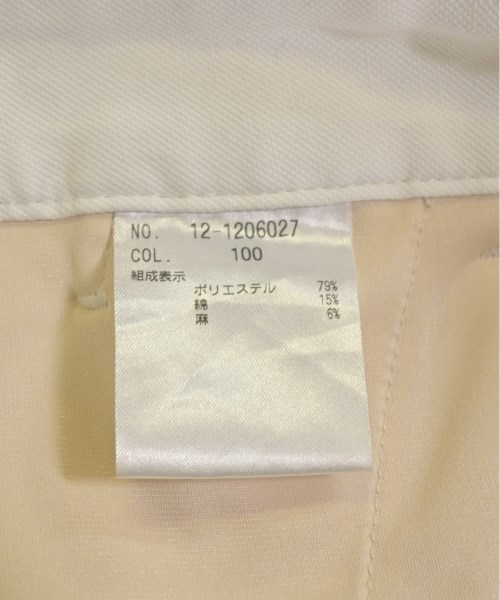 NO. 12-1206027
COL. 100
組成表示
ポリエステル 79%
綿 15%
麻 6%